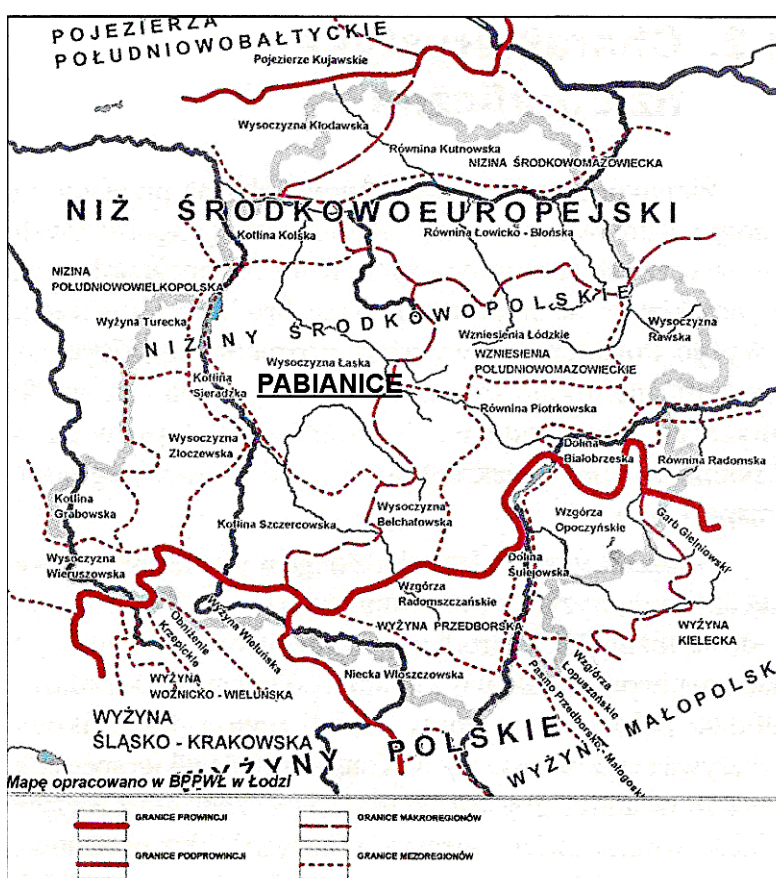 POJEZIERZA
POŁUDNIOWOBAŁTYCKIE
Pojezierze Kujawskie
Wysoczyzna Kłodawska
Równina Kutnowska
NIZINA ŚRODKOWOMAZOWIECKA
NIŻ ŚRODKOWOEUROPEJSKI
Kotlina Kolska
Równina Łowicko - Błońska
NIZINA
POŁUDNIOWOWIELKOPOLSKA
Wyżyna Turecka
NIZINY ŚRODKOWOPOLSKIE
Wzniesienia Łódzkie
Wysoczyzna
Rawska
Wysoczyzna Łaska
WZNIESIENIA
POŁUDNIOWOMAZOWIECKIE
Kotlina
Sieradzka
PABIANICE
Równina Piotrkowska
Wysoczyzna
Złoczewska
Dolina
Białobrzeska
Równina Radomska
Kotlina
Grabowska
Kotlina Szczercowska
Wysoczyzna
Bełchatowska
Wzgórza
Opoczyńskie
Garb Gielniowski
Wysoczyzna
Wieruszowska
Dolina
Sulejowska
Wzgórza
Radomszczańskie
Obniżenie
Krzepickie
Wyżyna Wieluńska
WYŻYNA PRZEDBORSKA
WYŻYNA
KIELECKA
Niecka Włoszczowska
Wzgórza
Łopuszańskie
Pasmo Przedborsko - Małogoskie
WYŻYNA
WOŹNICKO - WIELUŃSKA
WYŻYNA
ŚLĄSKO - KRAKOWSKA
WYŻYNY POLSKIE
WYŻYN MAŁOPOLSK
Mapę opracowano w BPPWŁ w Łodzi
GRANICE PROWINCJI
GRANICE MAKROREGIONÓW
GRANICE PODPROWINCJI
GRANICE MEZOREGIONÓW